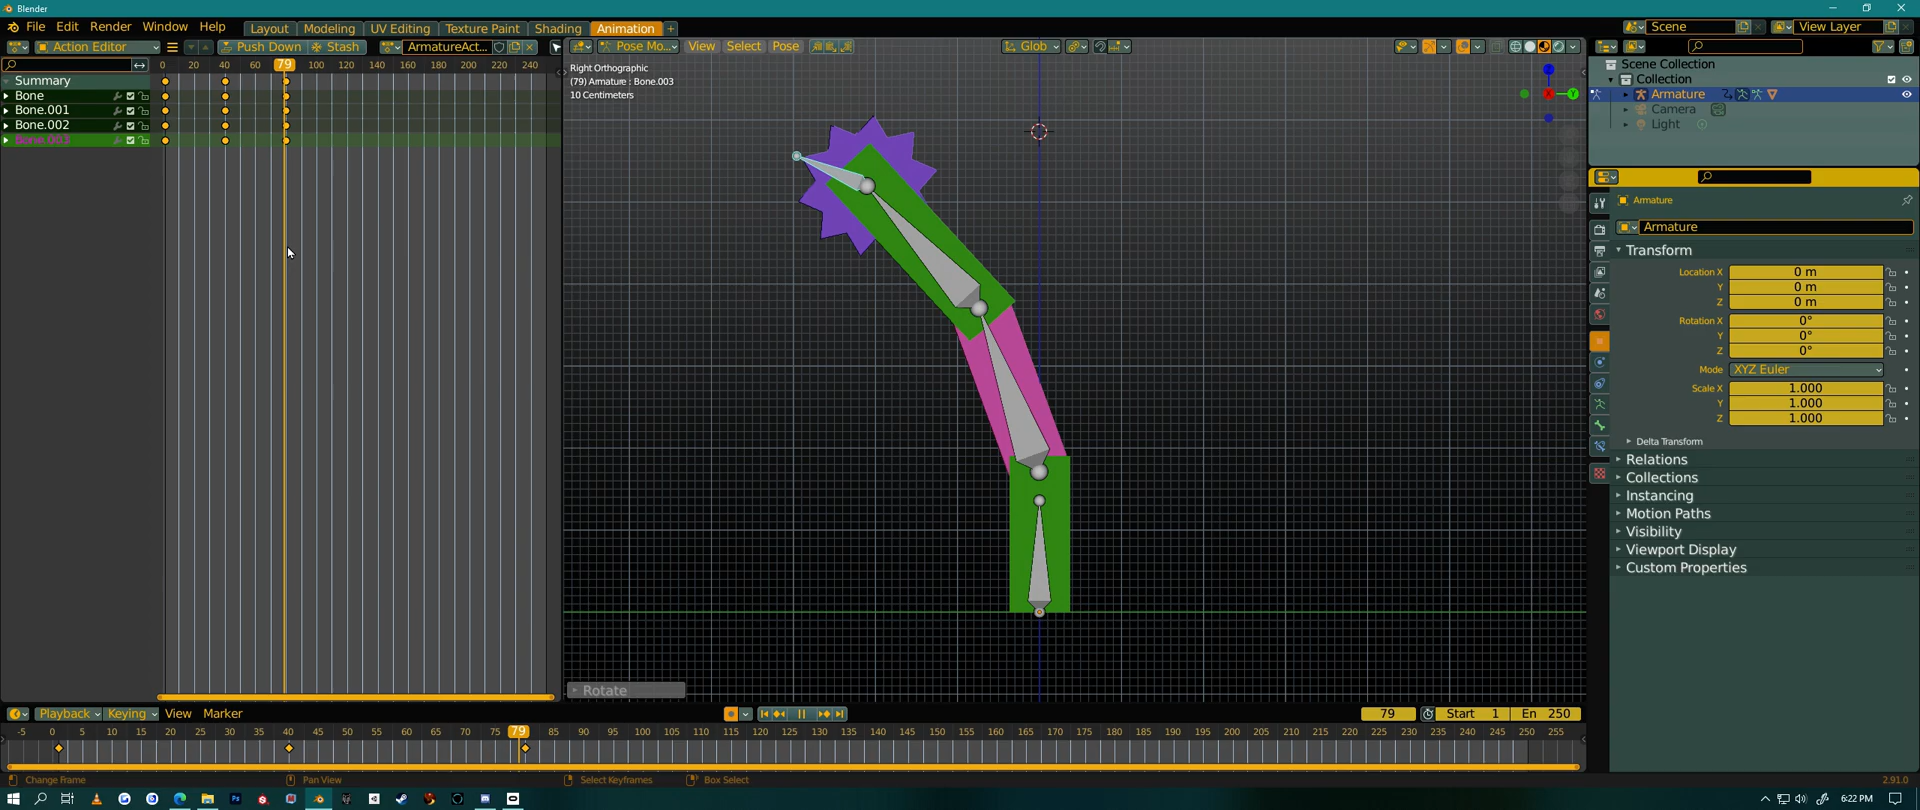 Blender
File Edit Render Window Help Layout Modeling UV Editing Texture Paint Shading Animation + Scene View Layer
Action Editor Push Down Stash ArmatureAct... Pose Mo... View Select Pose Glob
0 20 40 60 79 100 120 140 160 180 200 220 240
Summary
Bone
Bone.001
Bone.002
Bone.003
Right Orthographic
(79) Armature : Bone.003
10 Centimeters
X
Y
Z
Rotate
Scene Collection
Collection
Armature
Camera
Light
Armature
Armature
Transform
Location X 0 m
Y 0 m
Z 0 m
Rotation X 0°
Y 0°
Z 0°
Mode XYZ Euler
Scale X 1.000
Y 1.000
Z 1.000
Delta Transform
Relations
Collections
Instancing
Motion Paths
Visibility
Viewport Display
Custom Properties
Playback Keying View Marker 79 Start 1 En 250
-5 0 5 10 15 20 25 30 35 40 45 50 55 60 65 70 75 79 85 90 95 100 105 110 115 120 125 130 135 140 145 150 155 160 165 170 175 180 185 190 195 200 205 210 215 220 225 230 235 240 245 250 255
Change Frame Pan View Select Keyframes Box Select 2.91.0
6:22 PM